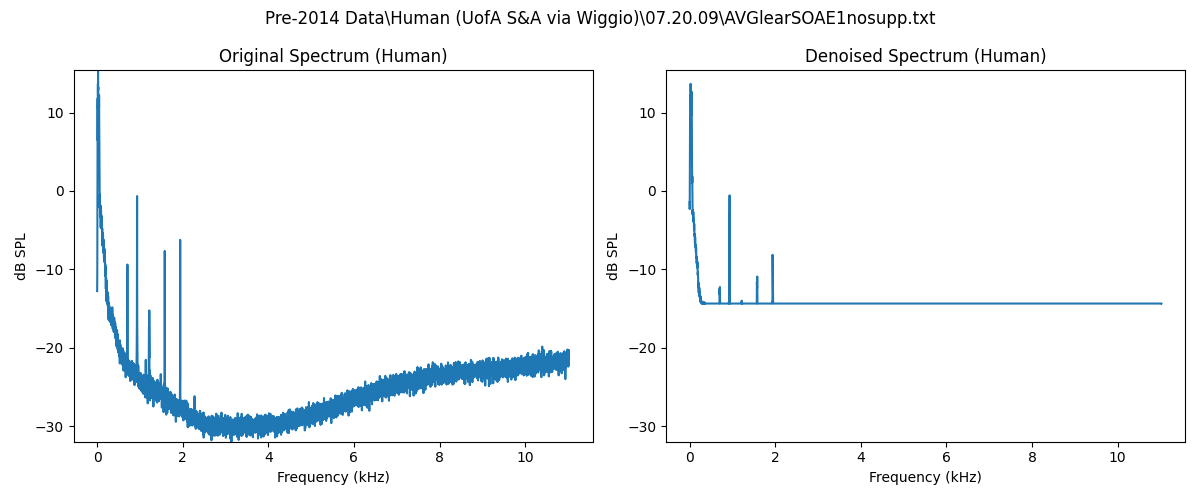 Pre-2014 Data\Human (UofA S&A via Wiggio)\07.20.09\AVGlearSOAE1nosupp.txt
Original Spectrum (Human)
10
0
−10
−20
−30
dB SPL
0 2 4 6 8 10
Frequency (kHz)
Denoised Spectrum (Human)
10
0
−10
−20
−30
dB SPL
0 2 4 6 8 10
Frequency (kHz)